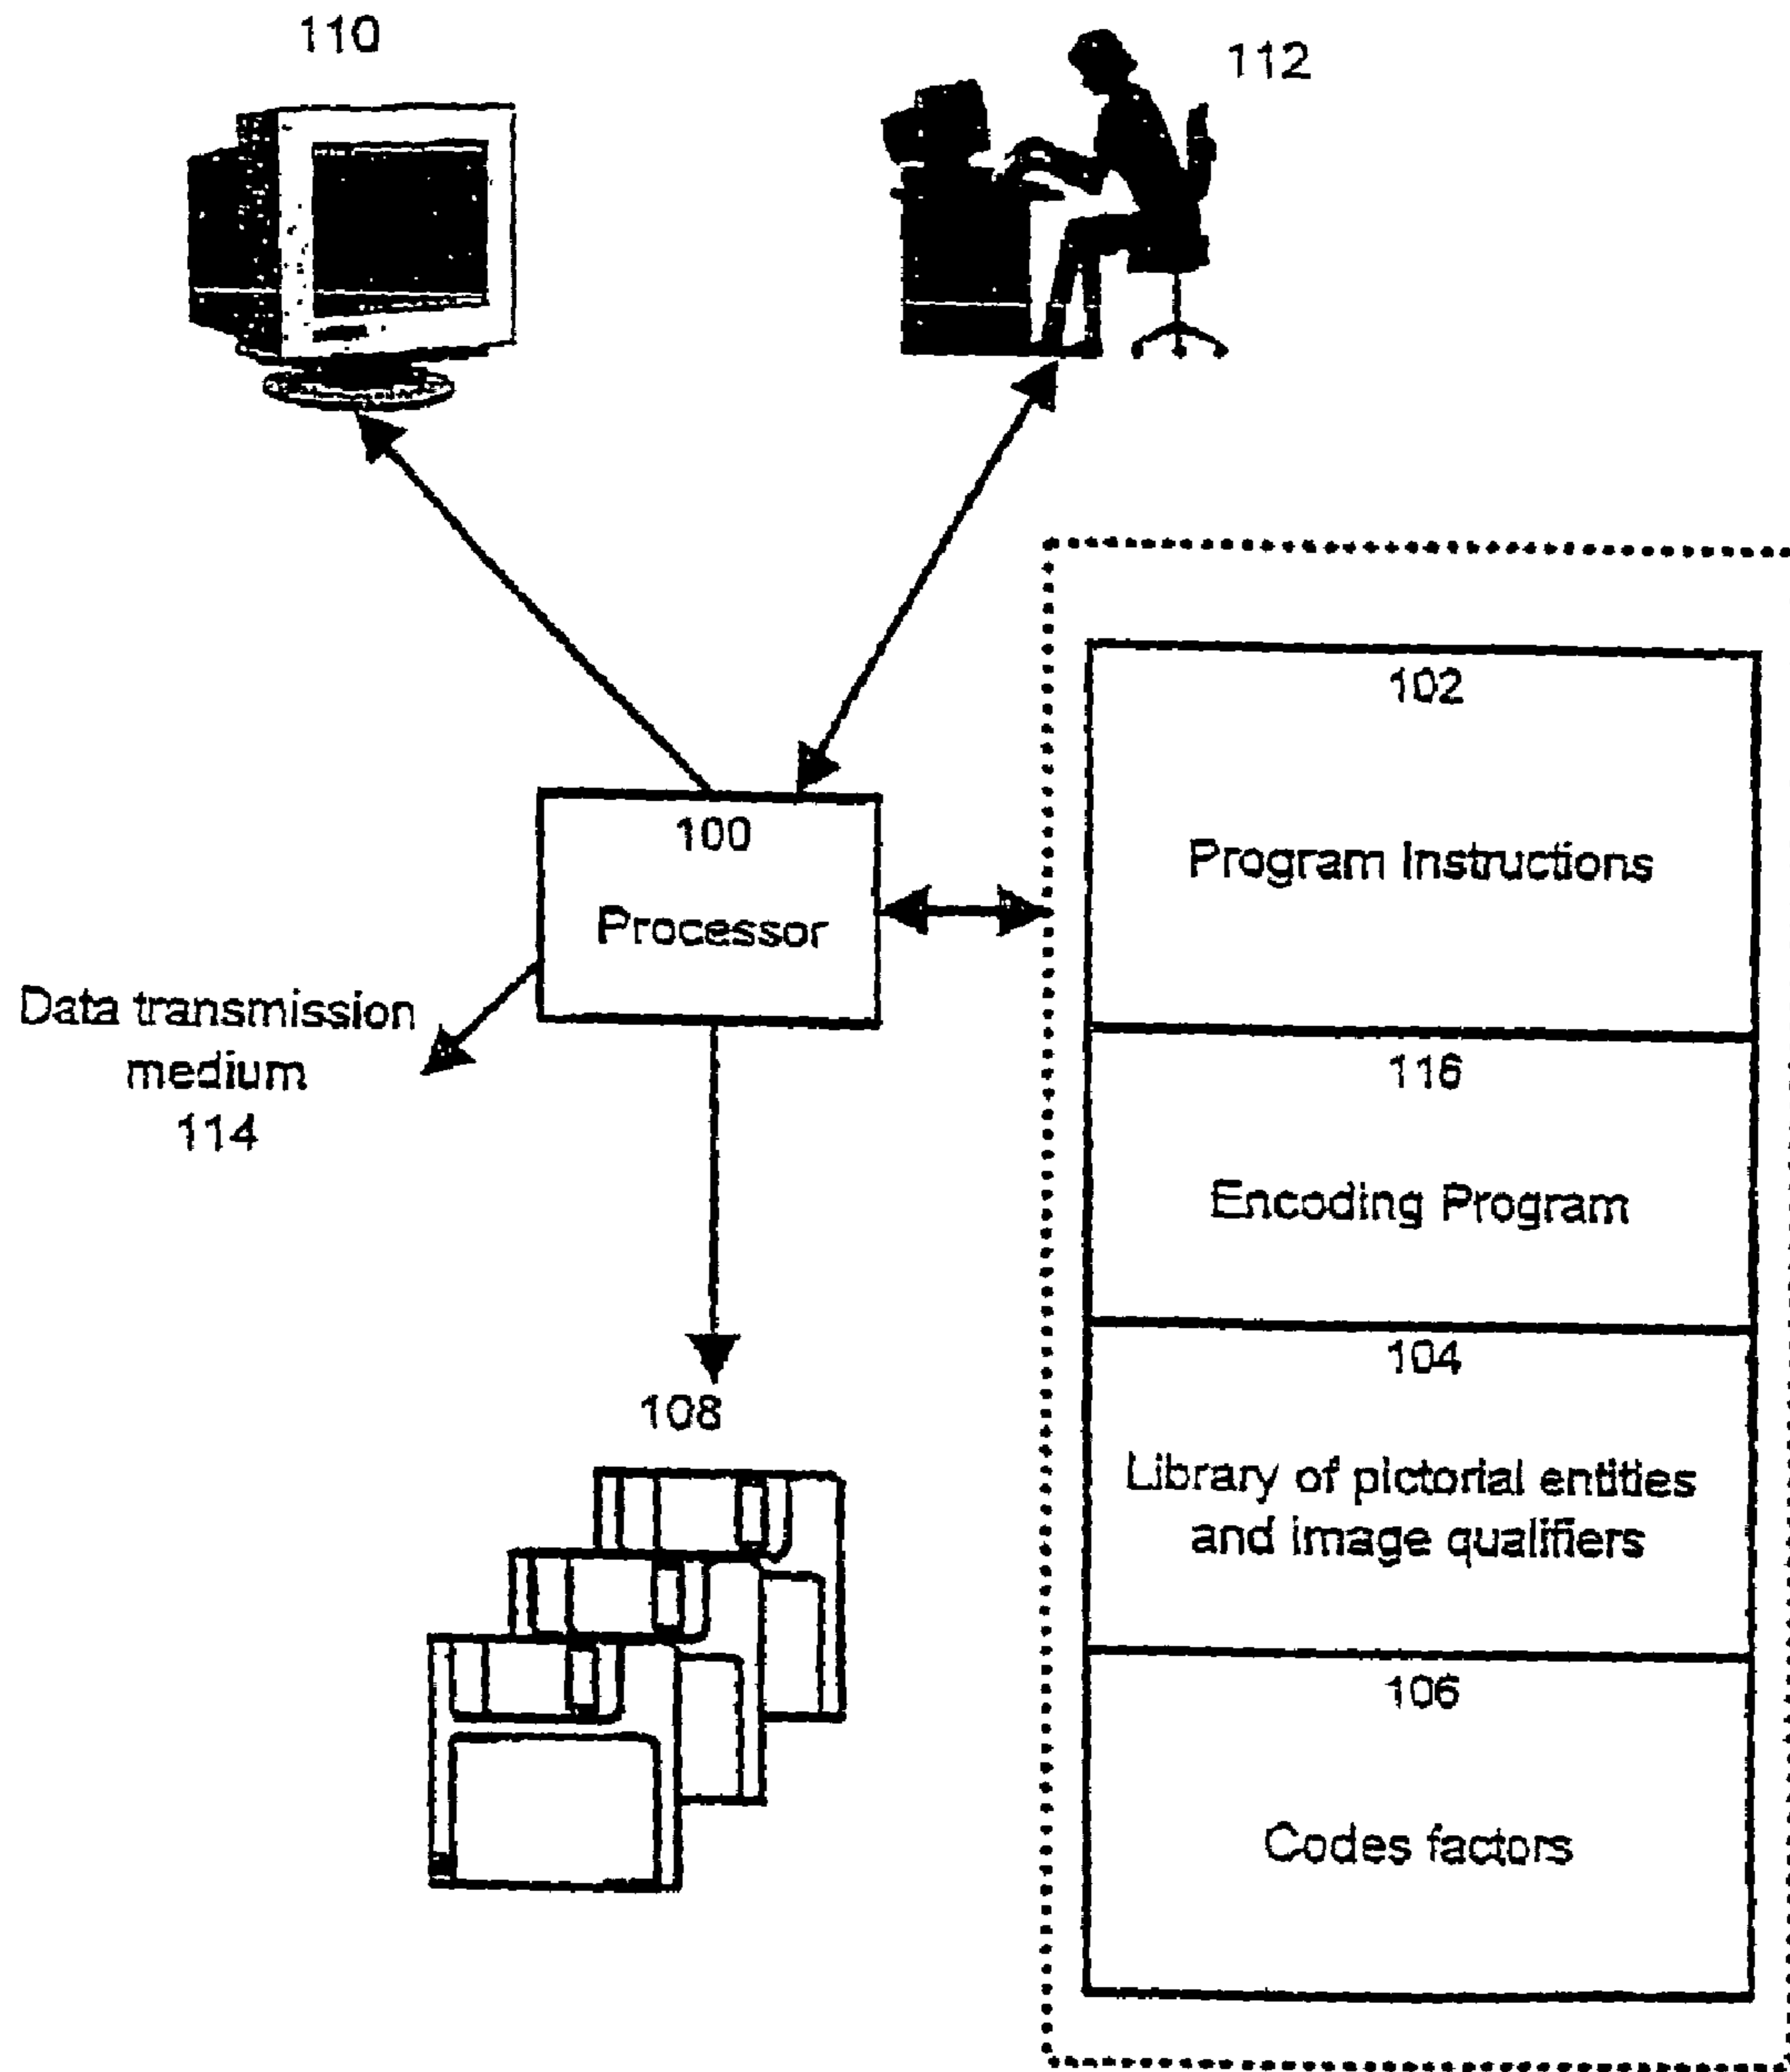 110
112
102
Program Instructions
100
Processor
Data transmission
medium
114
116
Encoding Program
104
Library of pictorial entities
and image qualifiers
108
106
Codes factors